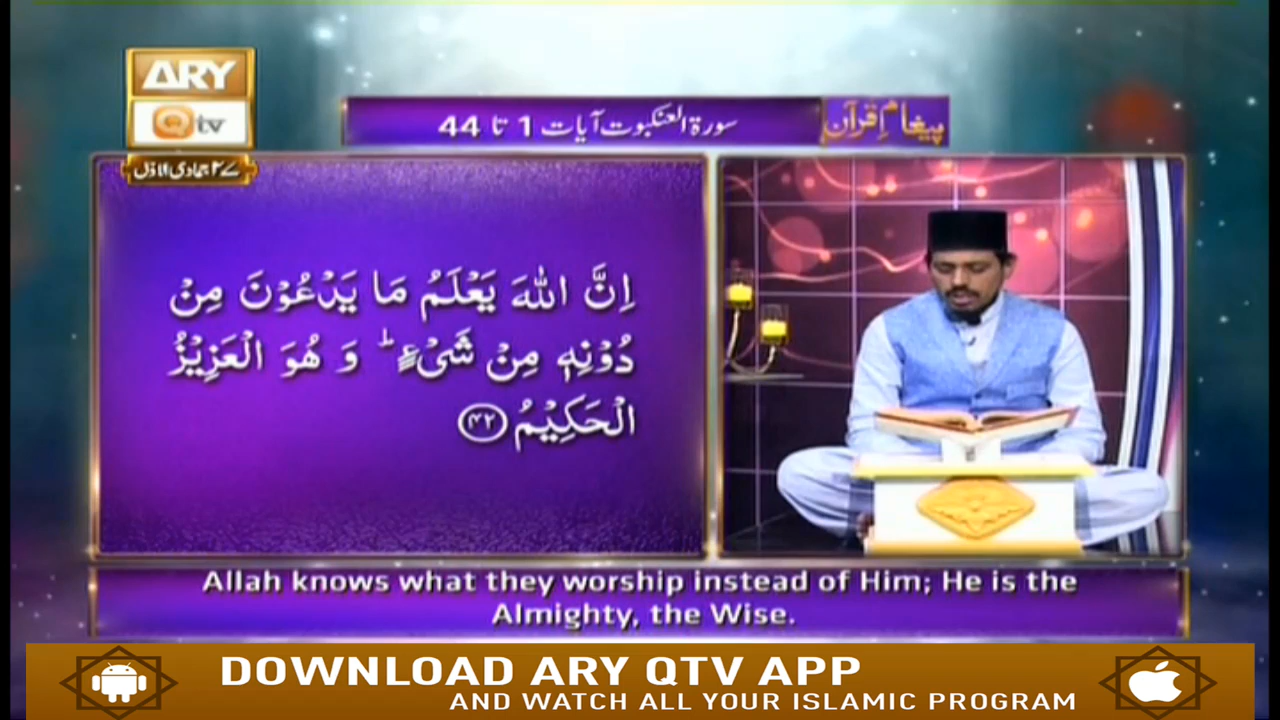 ARY
Qtv
پیغامِ قرآن
سورۃ العنکبوت آیات 1 تا 44
جمادی الاوّل
اِنَّ اللّٰهَ يَعْلَمُ مَا يَدْعُوْنَ مِنْ
دُوْنِهٖ مِنْ شَيْءٍ ؕ وَ هُوَ الْعَزِيْزُ
الْحَكِيْمُ ﴿۴۲﴾
Allah knows what they worship instead of Him; He is the
Almighty, the Wise.
DOWNLOAD ARY QTV APP
AND WATCH ALL YOUR ISLAMIC PROGRAM